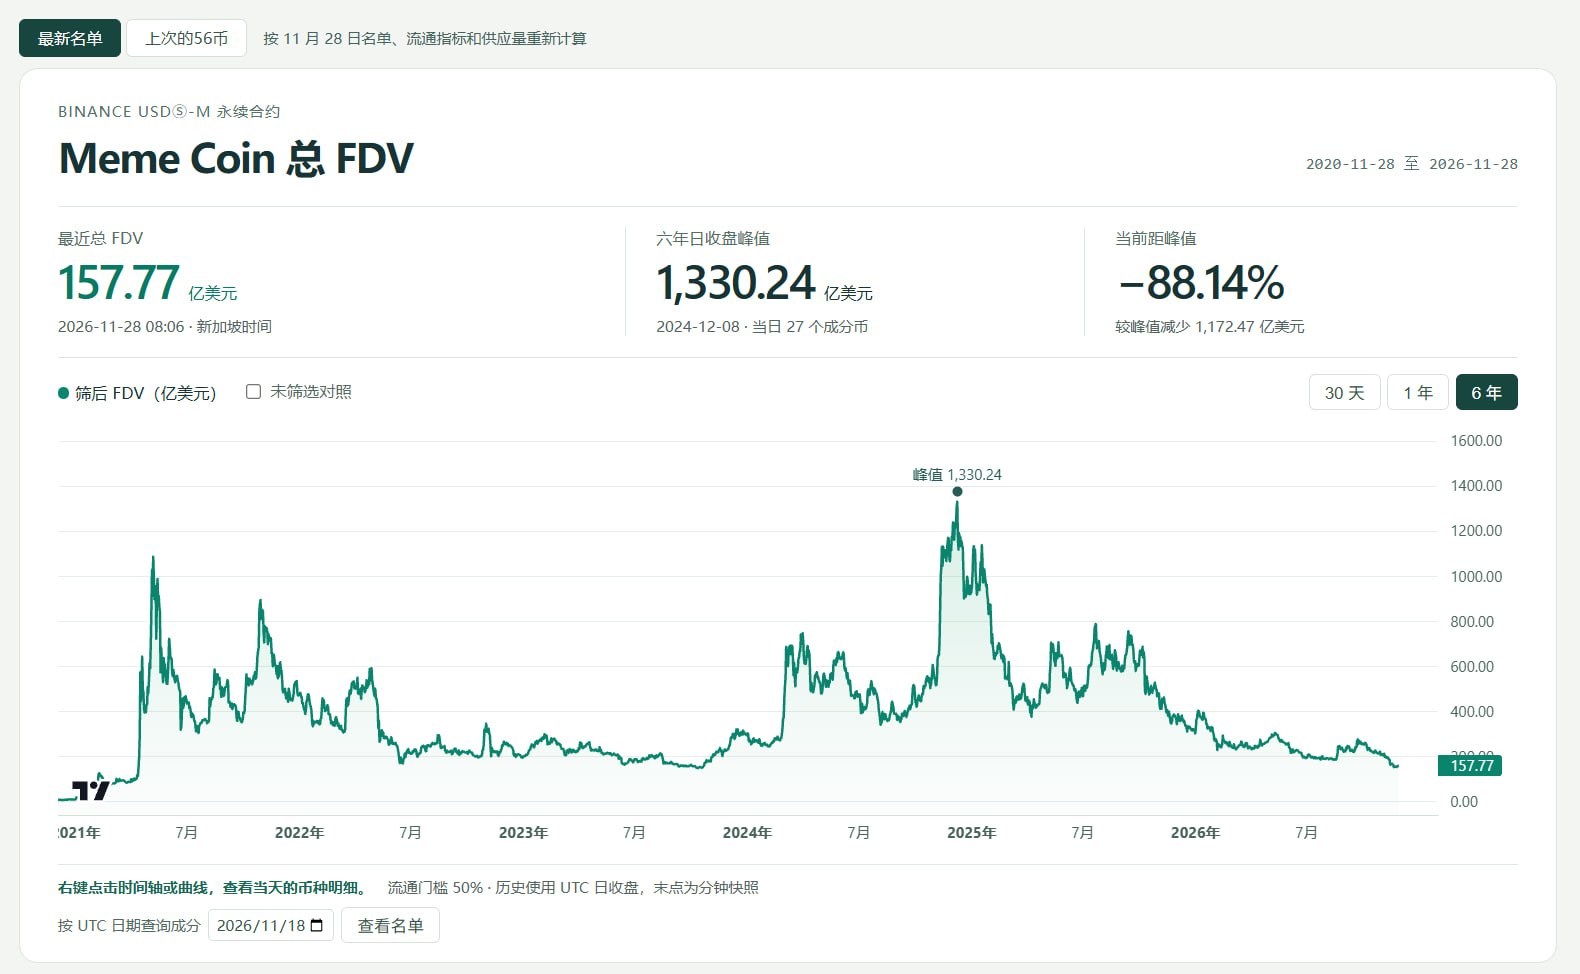 最新名单 上次的56币 按 11 月 28 日名单、流通指标和供应量重新计算
BINANCE USDⓈ-M 永续合约
Meme Coin 总 FDV
2020-11-28 至 2026-11-28
最近总 FDV
157.77 亿美元
2026-11-28 08:06 · 新加坡时间
六年日收盘峰值
1,330.24 亿美元
2024-12-08 · 当日 27 个成分币
当前距峰值
−88.14%
较峰值减少 1,172.47 亿美元
筛后 FDV（亿美元） 未筛选对照
30 天 1 年 6 年
峰值 1,330.24
1600.00
1400.00
1200.00
1000.00
800.00
600.00
400.00
200.00
157.77
0.00
2021年 7月 2022年 7月 2023年 7月 2024年 7月 2025年 7月 2026年 7月
右键点击时间轴或曲线，查看当天的币种明细。 流通门槛 50% · 历史使用 UTC 日收盘，末点为分钟快照
按 UTC 日期查询成分 2026/11/18 查看名单